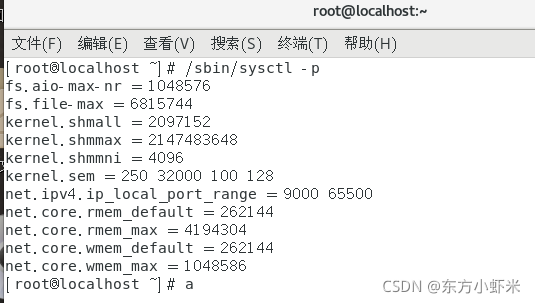 root@localhost:~
文件(F) 编辑(E) 查看(V) 搜索(S) 终端(T) 帮助(H)
[root@localhost ~]# /sbin/sysctl -p
fs.aio-max-nr = 1048576
fs.file-max = 6815744
kernel.shmall = 2097152
kernel.shmmax = 2147483648
kernel.shmmni = 4096
kernel.sem = 250 32000 100 128
net.ipv4.ip_local_port_range = 9000 65500
net.core.rmem_default = 262144
net.core.rmem_max = 4194304
net.core.wmem_default = 262144
net.core.wmem_max = 1048586
[root@localhost ~]# a
CSDN @东方小虾米